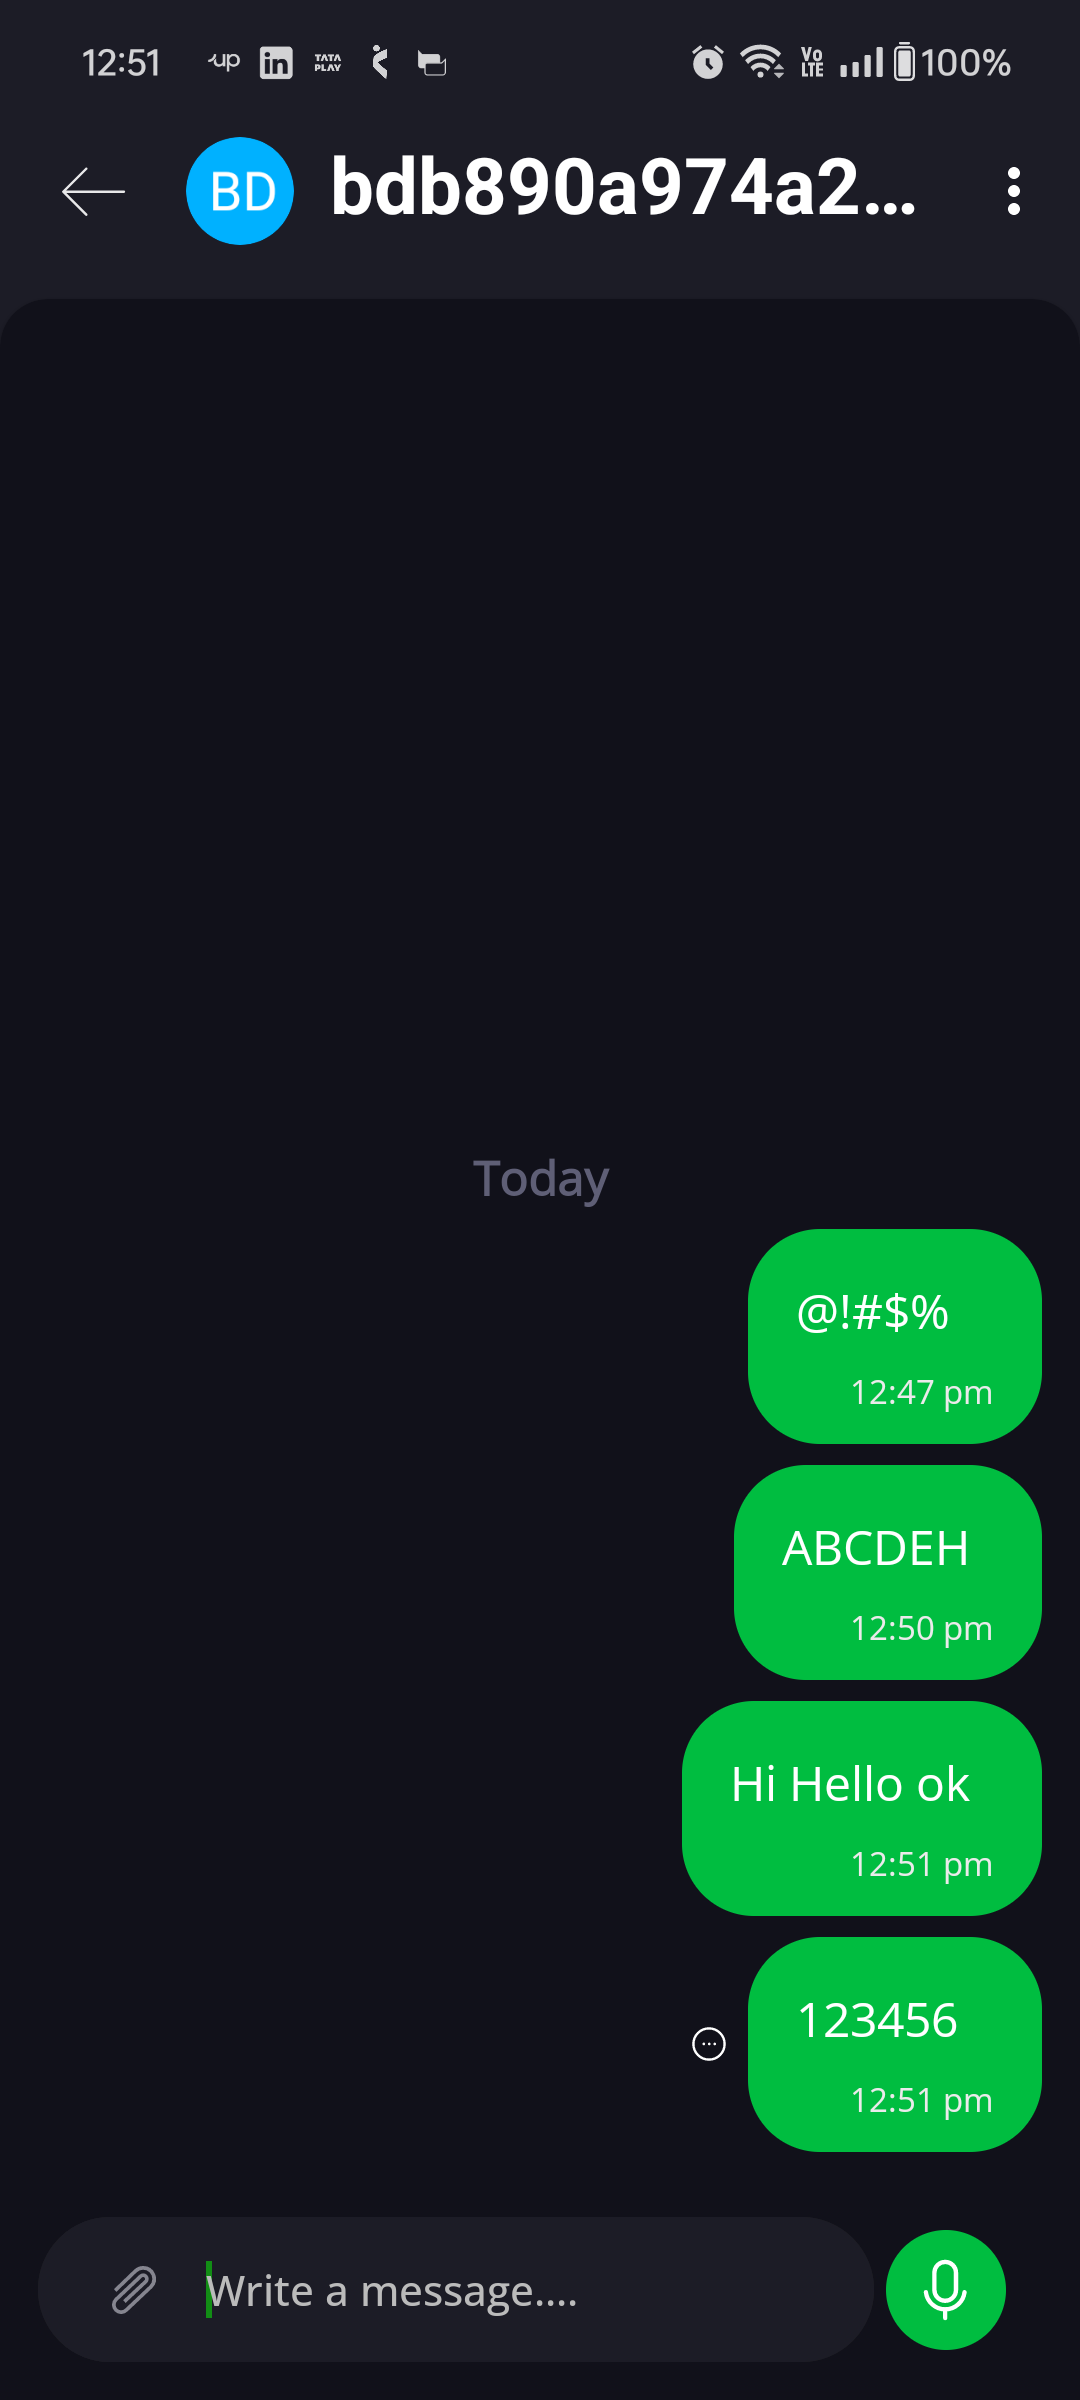 12:51 up in TATA PLAY Vo LTE 100%
BD bdb890a974a2...
Today
@!#$%
12:47 pm
ABCDEH
12:50 pm
Hi Hello ok
12:51 pm
123456
12:51 pm
Write a message....